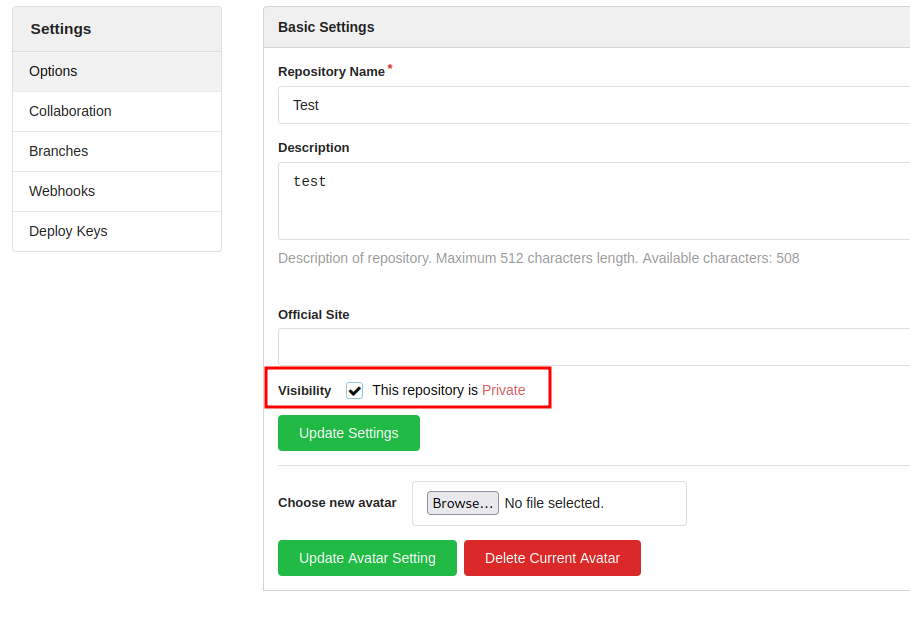 Settings
Options
Collaboration
Branches
Webhooks
Deploy Keys
Basic Settings
Repository Name*
Test
Description
test
Description of repository. Maximum 512 characters length. Available characters: 508
Official Site
Visibility This repository is Private
Update Settings
Choose new avatar Browse... No file selected.
Update Avatar Setting Delete Current Avatar